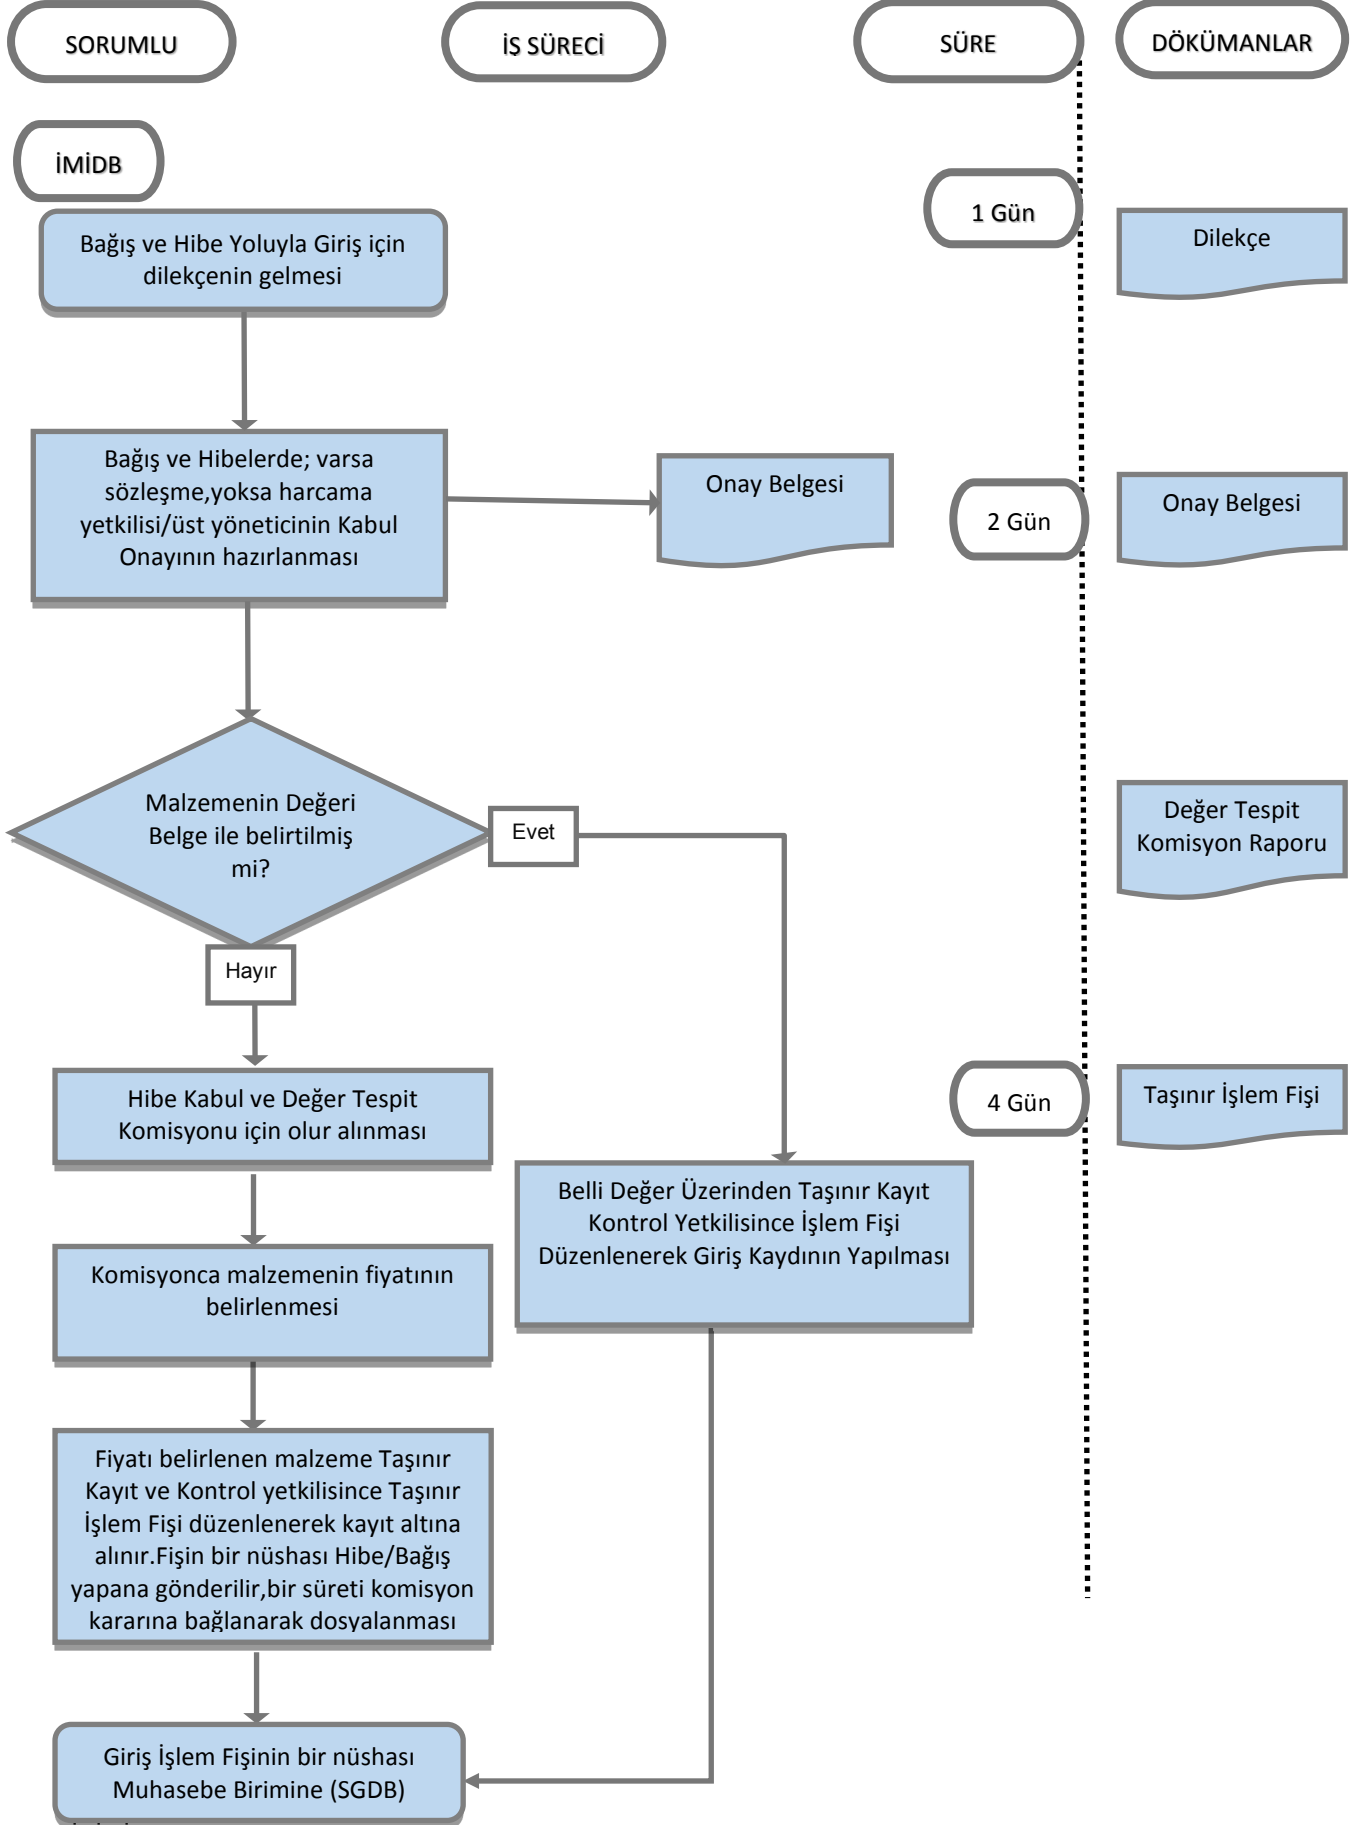 SORUMLU
İŞ SÜRECİ
SÜRE
DÖKÜMANLAR
İMİDB
1 Gün
Bağış ve Hibe Yoluyla Giriş için
dilekçenin gelmesi
Dilekçe
Bağış ve Hibelerde; varsa
sözleşme,yoksa harcama
yetkilisi/üst yöneticinin Kabul
Onayının hazırlanması
Onay Belgesi
2 Gün
Onay Belgesi
Malzemenin Değeri
Belge ile belirtilmiş
mi?
Evet
Değer Tespit
Komisyon Raporu
Hayır
Hibe Kabul ve Değer Tespit
Komisyonu için olur alınması
4 Gün
Taşınır İşlem Fişi
Belli Değer Üzerinden Taşınır Kayıt
Kontrol Yetkilisince İşlem Fişi
Düzenlenerek Giriş Kaydının Yapılması
Komisyonca malzemenin fiyatının
belirlenmesi
Fiyatı belirlenen malzeme Taşınır
Kayıt ve Kontrol yetkilisince Taşınır
İşlem Fişi düzenlenerek kayıt altına
alınır.Fişin bir nüshası Hibe/Bağış
yapana gönderilir,bir süreti komisyon
kararına bağlanarak dosyalanması
Giriş İşlem Fişinin bir nüshası
Muhasebe Birimine (SGDB)